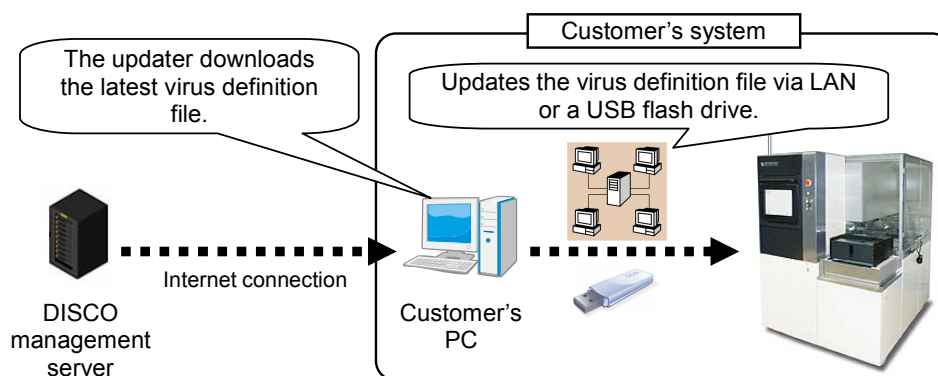 Customer's system
The updater downloads
the latest virus definition
file.
Updates the virus definition file via LAN
or a USB flash drive.
Internet connection
DISCO
management
server
Customer's
PC